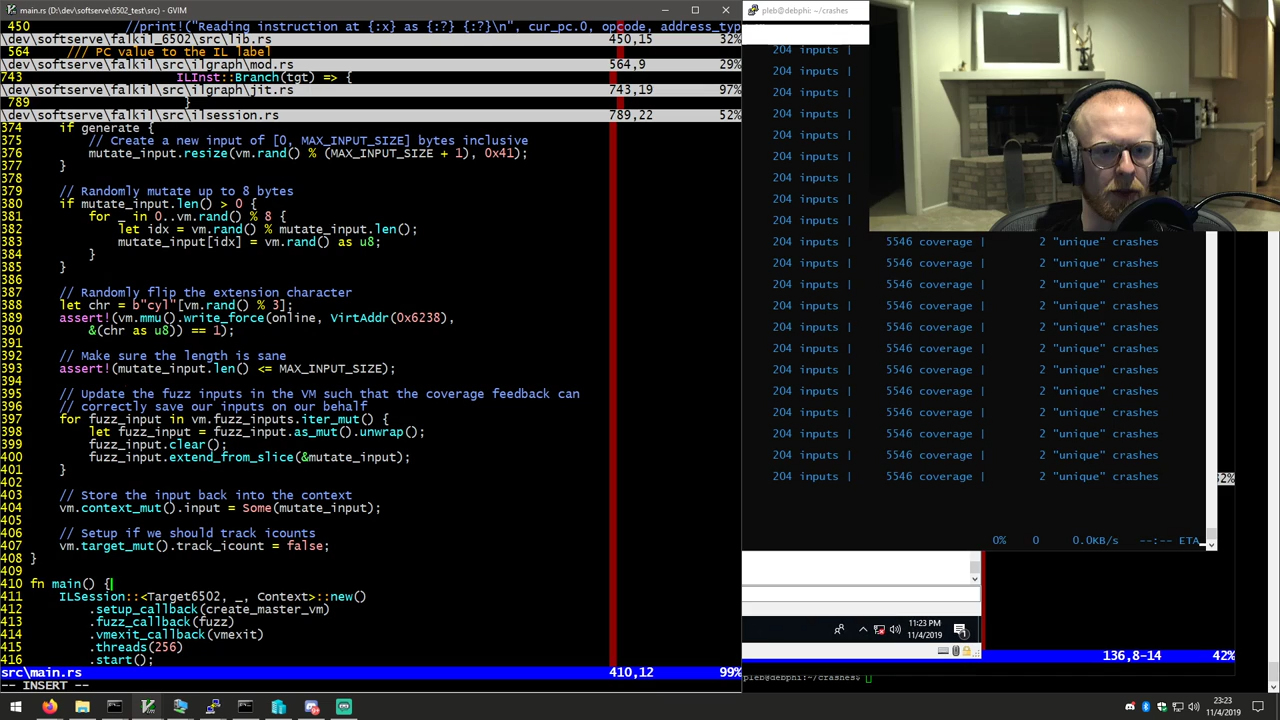 main.rs (D:\dev\softserve\6502_test\src) - GVIM
450 //print!("Reading instruction at {:x} as {:?} {:?}\n", cur_pc.0, opcode, address_typ
\dev\softserve\falkil_6502\src\lib.rs 450,15 32%
564 /// PC value to the IL label
\dev\softserve\falkil\src\ilgraph\mod.rs 564,9 29%
743 ILInst::Branch(tgt) => {
\dev\softserve\falkil\src\ilgraph\jit.rs 743,19 97%
789 }
\dev\softserve\falkil\src\ilsession.rs 789,22 52%
374 if generate {
375 // Create a new input of [0, MAX_INPUT_SIZE] bytes inclusive
376 mutate_input.resize(vm.rand() % (MAX_INPUT_SIZE + 1), 0x41);
377 }
378
379 // Randomly mutate up to 8 bytes
380 if mutate_input.len() > 0 {
381 for _ in 0..vm.rand() % 8 {
382 let idx = vm.rand() % mutate_input.len();
383 mutate_input[idx] = vm.rand() as u8;
384 }
385 }
386
387 // Randomly flip the extension character
388 let chr = b"cyl"[vm.rand() % 3];
389 assert!(vm.mmu().write_force(online, VirtAddr(0x6238),
390 &(chr as u8)) == 1);
391
392 // Make sure the length is sane
393 assert!(mutate_input.len() <= MAX_INPUT_SIZE);
394
395 // Update the fuzz inputs in the VM such that the coverage feedback can
396 // correctly save our inputs on our behalf
397 for fuzz_input in vm.fuzz_inputs.iter_mut() {
398 let fuzz_input = fuzz_input.as_mut().unwrap();
399 fuzz_input.clear();
400 fuzz_input.extend_from_slice(&mutate_input);
401 }
402
403 // Store the input back into the context
404 vm.context_mut().input = Some(mutate_input);
405
406 // Setup if we should track icounts
407 vm.target_mut().track_icount = false;
408 }
409
410 fn main() {
411 ILSession::<Target6502, _, Context>::new()
412 .setup_callback(create_master_vm)
413 .fuzz_callback(fuzz)
414 .vmexit_callback(vmexit)
415 .threads(256)
416 .start();
src\main.rs 410,12 99%
-- INSERT --
pleb@debphi: ~/crashes
204 inputs |
204 inputs |
204 inputs |
204 inputs |
204 inputs |
204 inputs |
204 inputs |
204 inputs |
204 inputs |
204 inputs | 5546 coverage | 2 "unique" crashes
204 inputs | 5546 coverage | 2 "unique" crashes
204 inputs | 5546 coverage | 2 "unique" crashes
204 inputs | 5546 coverage | 2 "unique" crashes
204 inputs | 5546 coverage | 2 "unique" crashes
204 inputs | 5546 coverage | 2 "unique" crashes
204 inputs | 5546 coverage | 2 "unique" crashes
204 inputs | 5546 coverage | 2 "unique" crashes
204 inputs | 5546 coverage | 2 "unique" crashes
204 inputs | 5546 coverage | 2 "unique" crashes
204 inputs | 5546 coverage | 2 "unique" crashes
204 inputs | 5546 coverage | 2 "unique" crashes
0% 0 0.0KB/s --:-- ETA
11:23 PM
11/4/2019
136,8-14 42%
pleb@debphi:~/crashes$
23:23
11/4/2019